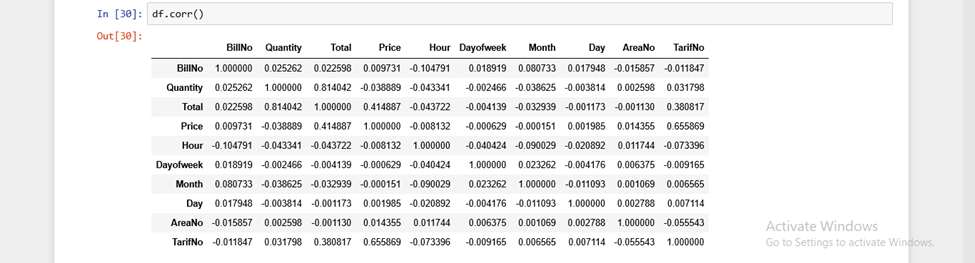 In [30]: df.corr()
Out[30]:
BillNo Quantity Total Price Hour Dayofweek Month Day AreaNo TarifNo
BillNo 1.000000 0.025262 0.022598 0.009731 -0.104791 0.018919 0.080733 0.017948 -0.015857 -0.011847
Quantity 0.025262 1.000000 0.814042 -0.038889 -0.043341 -0.002466 -0.038625 -0.003814 0.002598 0.031798
Total 0.022598 0.814042 1.000000 0.414887 -0.043722 -0.004139 -0.032939 -0.001173 -0.001130 0.380817
Price 0.009731 -0.038889 0.414887 1.000000 -0.008132 -0.000629 -0.000151 0.001985 0.014355 0.655869
Hour -0.104791 -0.043341 -0.043722 -0.008132 1.000000 -0.040424 -0.090029 -0.020892 0.011744 -0.073396
Dayofweek 0.018919 -0.002466 -0.004139 -0.000629 -0.040424 1.000000 0.023262 -0.004176 0.006375 -0.009165
Month 0.080733 -0.038625 -0.032939 -0.000151 -0.090029 0.023262 1.000000 -0.011093 0.001069 0.006565
Day 0.017948 -0.003814 -0.001173 0.001985 -0.020892 -0.004176 -0.011093 1.000000 0.002788 0.007114
AreaNo -0.015857 0.002598 -0.001130 0.014355 0.011744 0.006375 0.001069 0.002788 1.000000 -0.055543
TarifNo -0.011847 0.031798 0.380817 0.655869 -0.073396 -0.009165 0.006565 0.007114 -0.055543 1.000000
Activate Windows
Go to Settings to activate Windows.